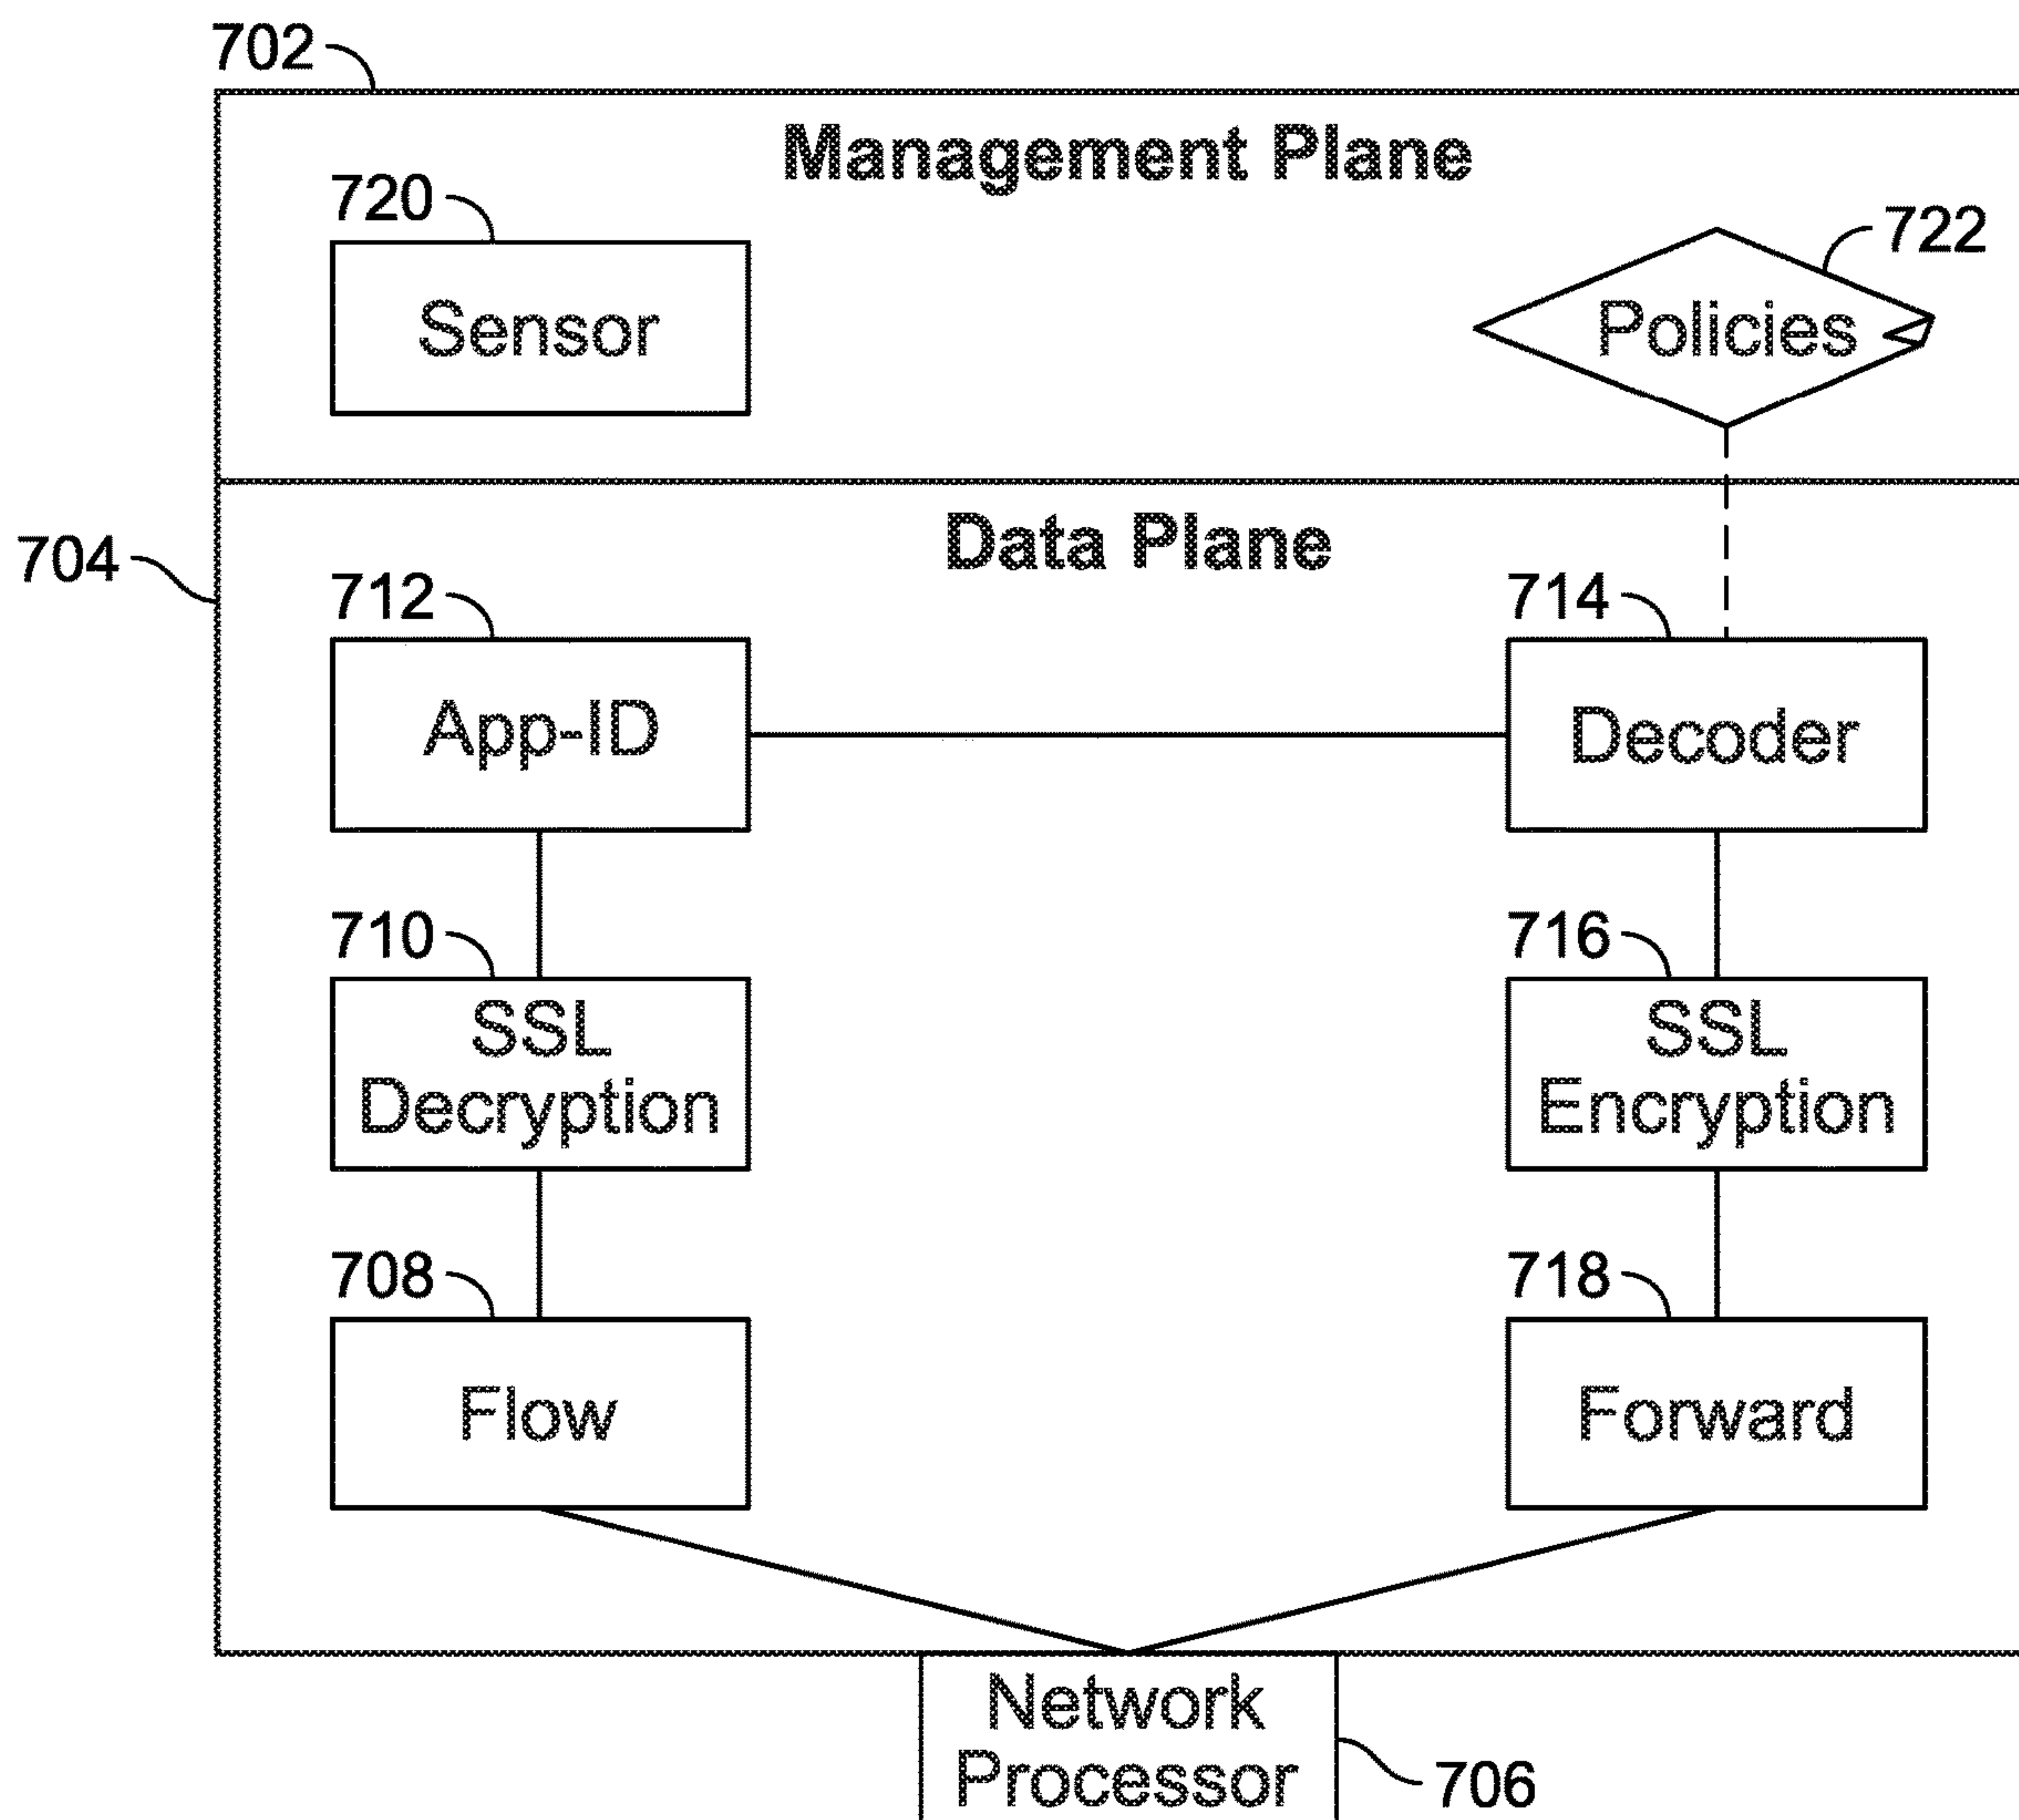 702
Management Plane
720
722
Sensor
Policies
Data Plane
704
712
714
App-ID
Decoder
710
716
SSL
Decryption
SSL
Encryption
708
718
Flow
Forward
Network
Processor
706